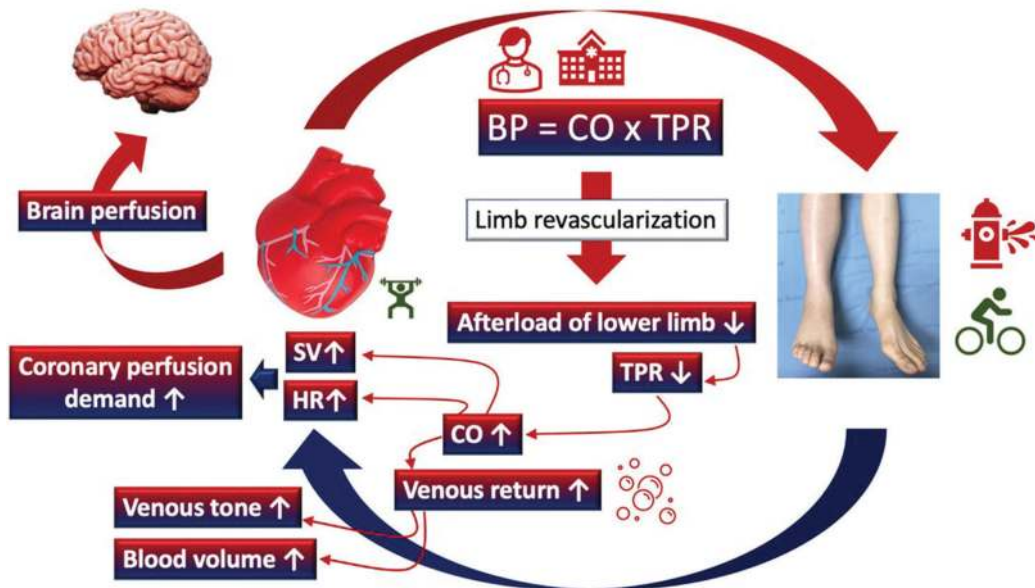 BP = CO x TPR
Brain perfusion
Limb revascularization
Afterload of lower limb ↓
SV↑
TPR ↓
Coronary perfusion
demand ↑
HR↑
CO ↑
Venous return ↑
Venous tone ↑
Blood volume ↑